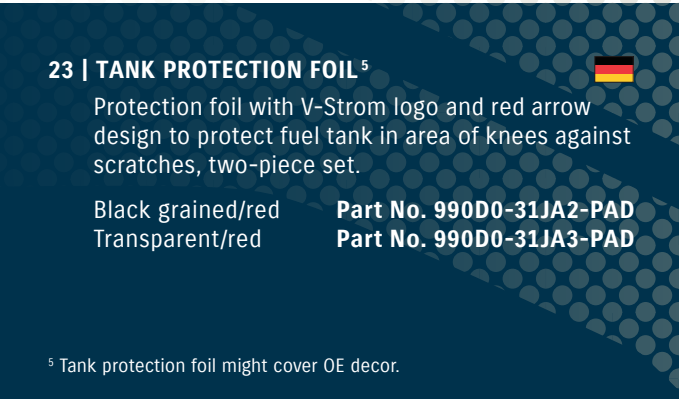 23 | TANK PROTECTION FOIL⁵
Protection foil with V-Strom logo and red arrow
design to protect fuel tank in area of knees against
scratches, two-piece set.
Black grained/red Part No. 990D0-31JA2-PAD
Transparent/red Part No. 990D0-31JA3-PAD
⁵ Tank protection foil might cover OE decor.